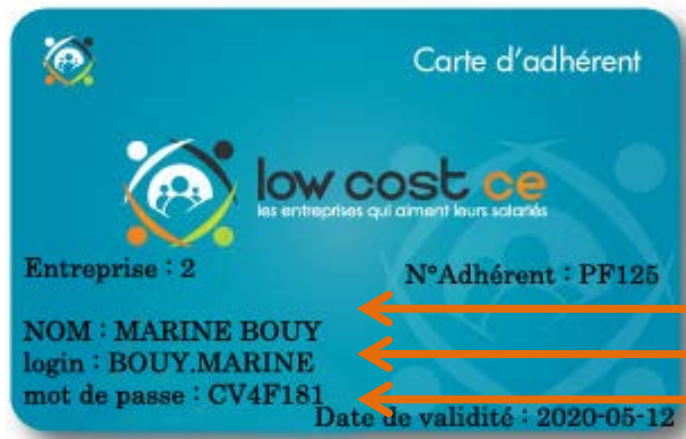 Carte d'adhérent
low cost ce
les entreprises qui aiment leurs salariés
Entreprise : 2
N°Adhérent : PF125
NOM : MARINE BOUY
login : BOUY.MARINE
mot de passe : CV4F181
Date de validité : 2020-05-12